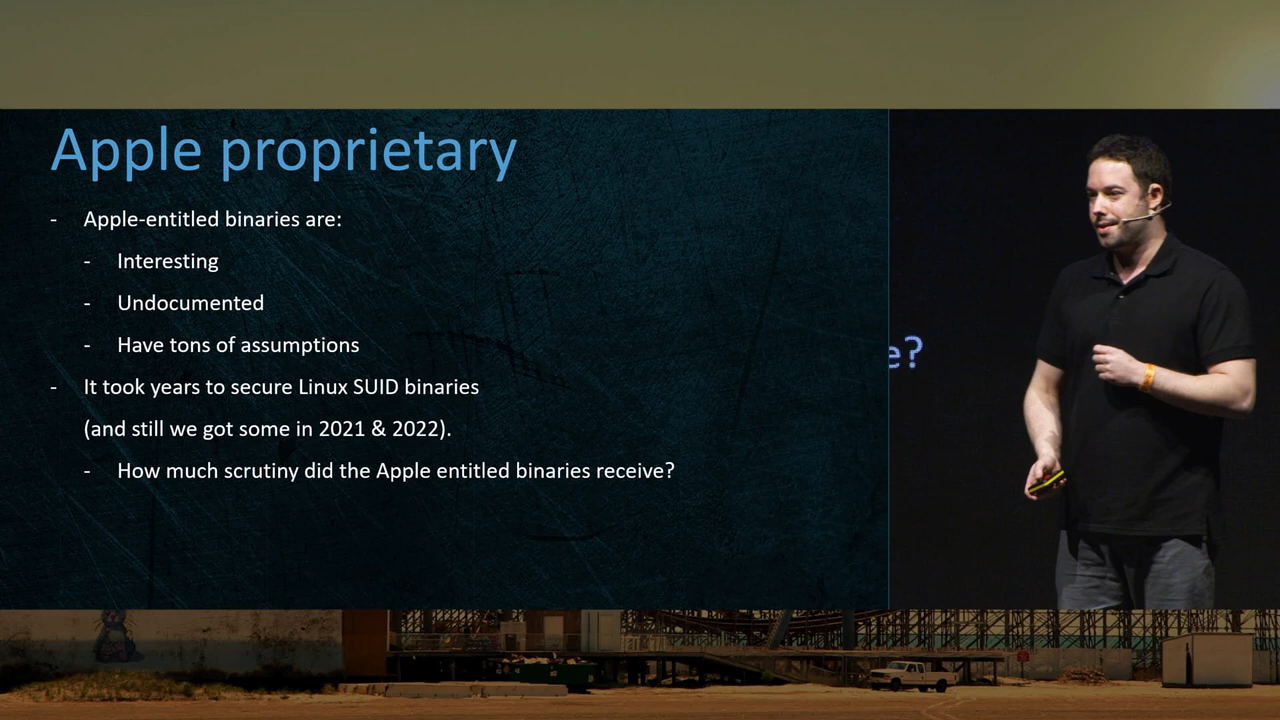 Apple proprietary
- Apple-entitled binaries are:
- Interesting
- Undocumented
- Have tons of assumptions
- It took years to secure Linux SUID binaries
(and still we got some in 2021 & 2022).
- How much scrutiny did the Apple entitled binaries receive?
e?